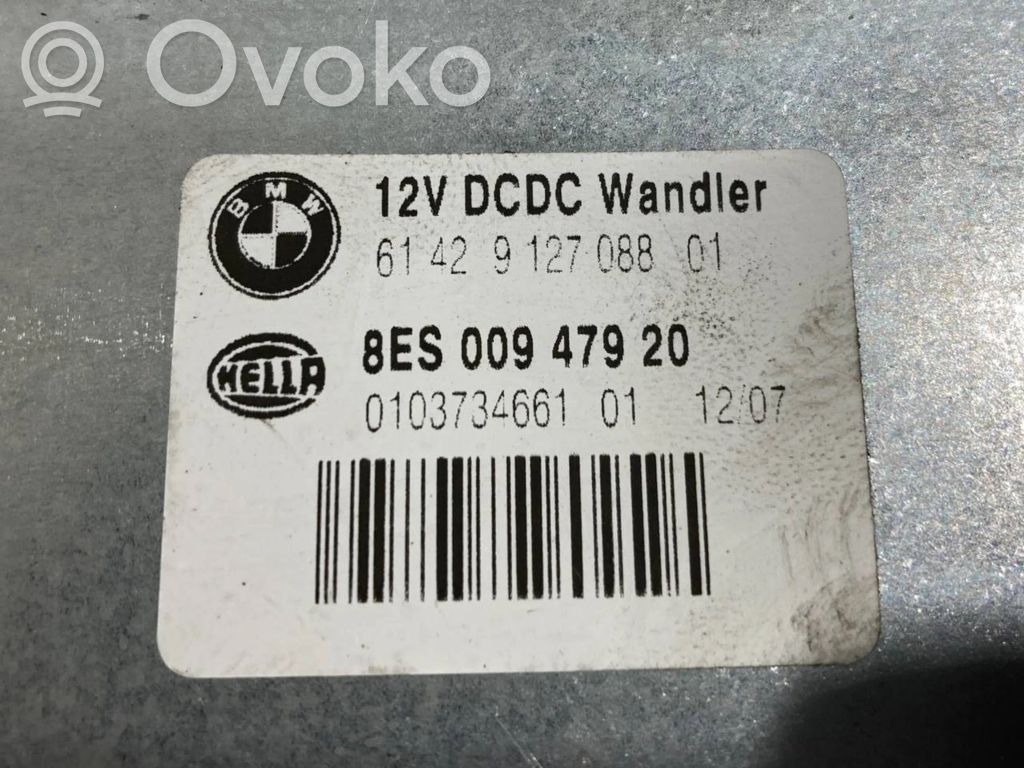 Ovoko
BMW
12V DCDC Wandler
61 42 9 127 088 01
8ES 009 479 20
HELLA
0103734661 01 12/07